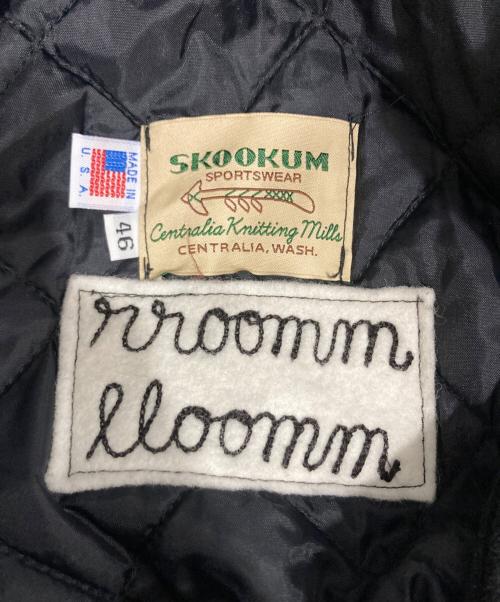 SKOOKUM
SPORTSWEAR
Centralia Knitting Mills
CENTRALIA, WASH.
MADE IN
U.S.A.
46
rroomm
lloomm